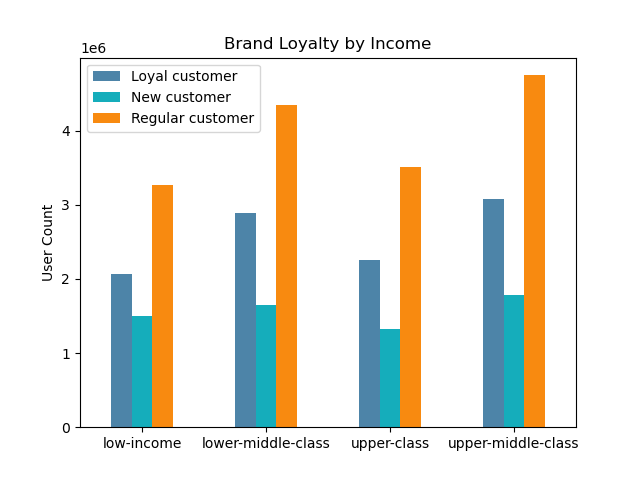 Brand Loyalty by Income
1e6
Loyal customer
New customer
Regular customer
User Count
4
3
2
1
0
low-income lower-middle-class upper-class upper-middle-class